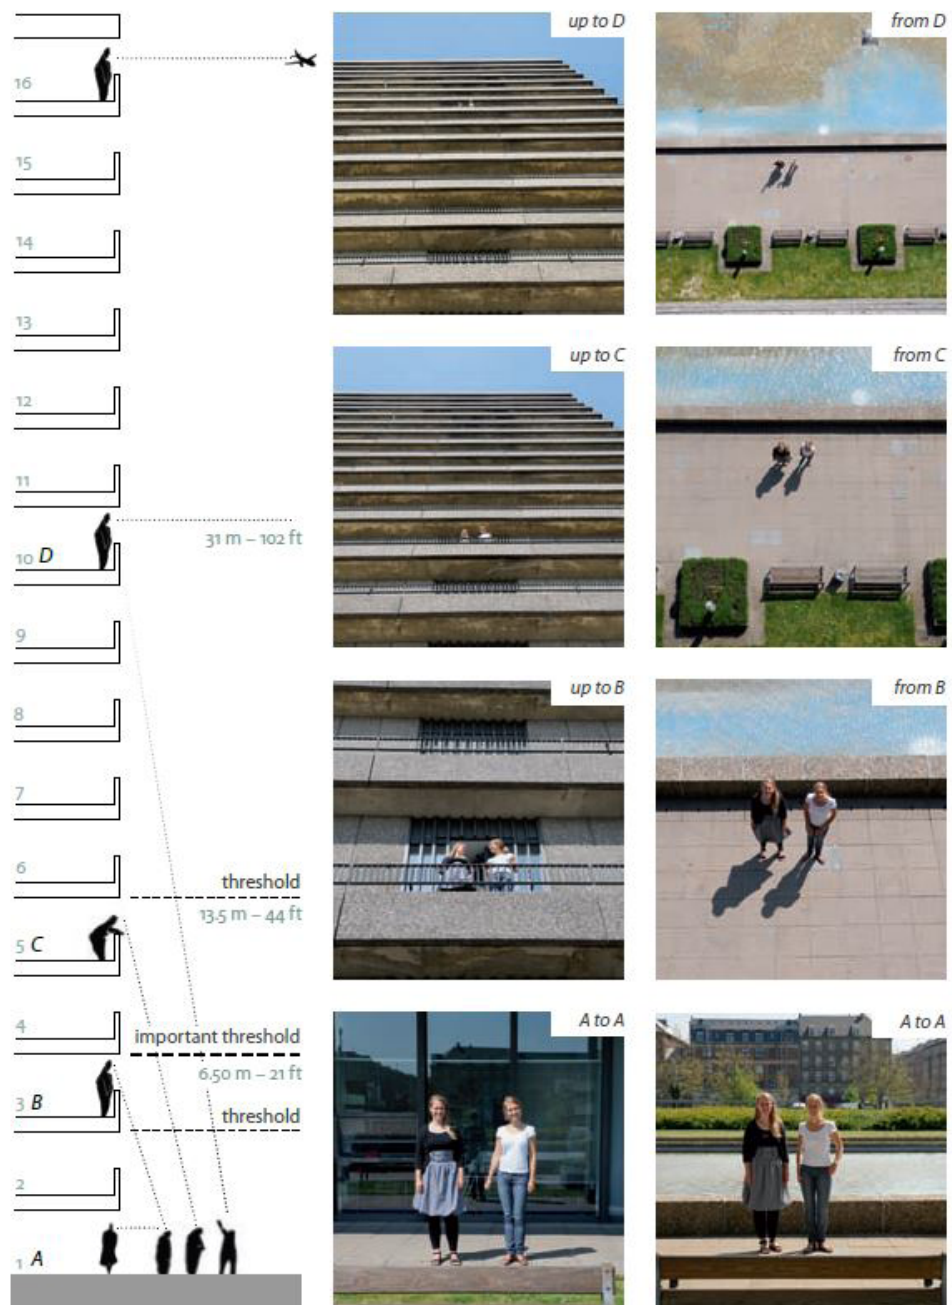 16
15
14
13
12
11
31 m – 102 ft
10 D
9
8
7
6
threshold
13.5 m – 44 ft
5 C
4
important threshold
6.50 m – 21 ft
3 B
threshold
2
1 A
up to D
from D
up to C
from C
up to B
from B
A to A
A to A